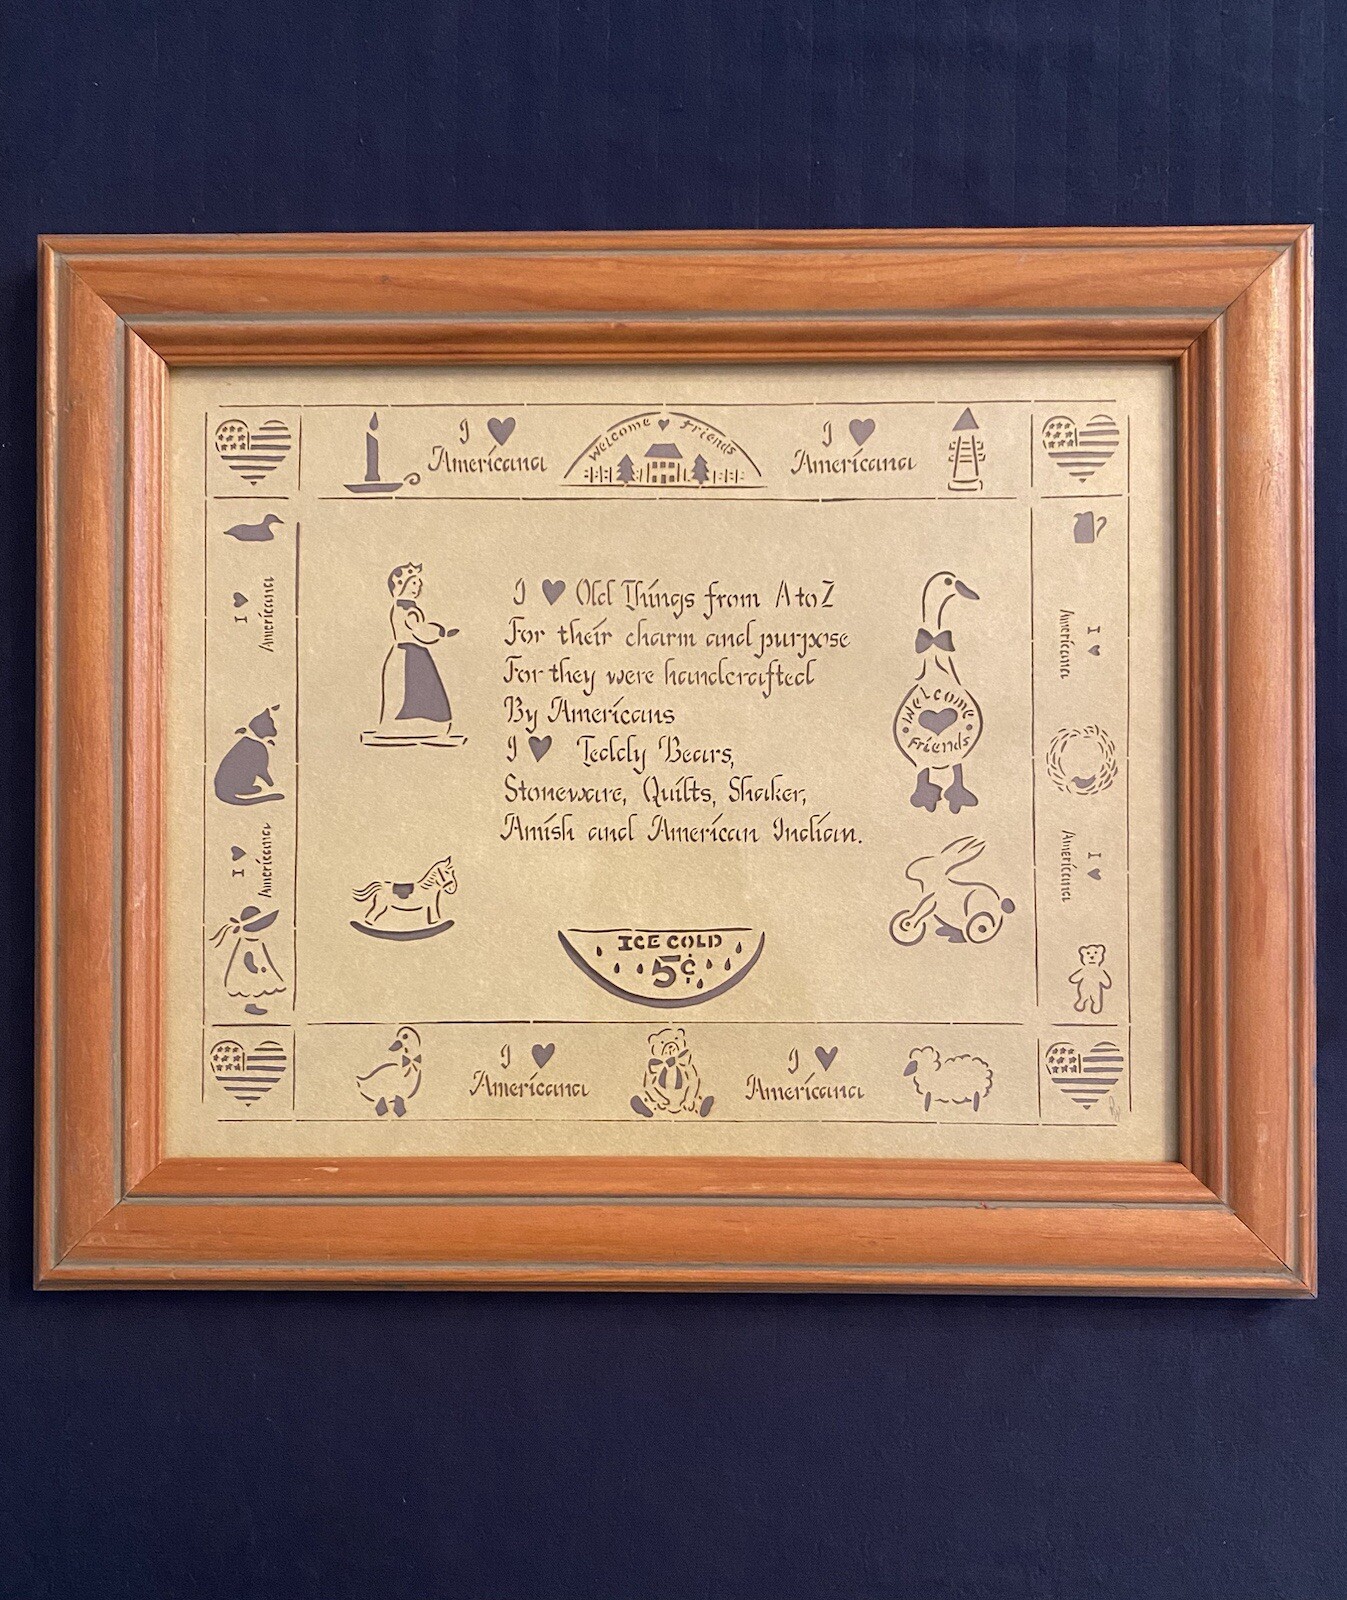 I ♥
Americana
Welcome ♥ Friends
I ♥
Americana
I ♥
Americana
I ♥
Americana
I ♥ Old Things from A to Z
For their charm and purpose
For they were handcrafted
By Americans
I ♥ Teddy Bears,
Stoneware, Quilts, Shaker,
Amish and American Indian.
Welcome
♥
Friends
ICE COLD
5¢
I ♥
Americana
I ♥
Americana
I ♥
Americana
I ♥
Americana